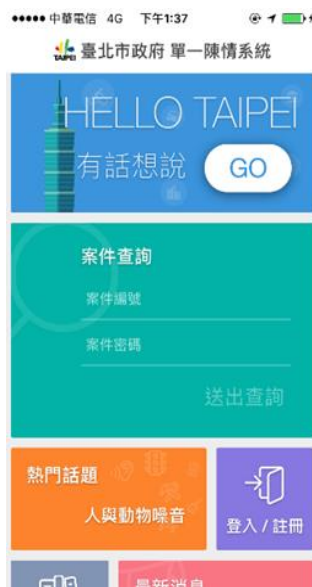 中華電信 4G 下午1:37
TAIPEI 臺北市政府 單一陳情系統
HELLO TAIPEI
有話想說 GO
案件查詢
案件編號
案件密碼
送出查詢
熱門話題
人與動物噪音
登入 / 註冊
最新消息